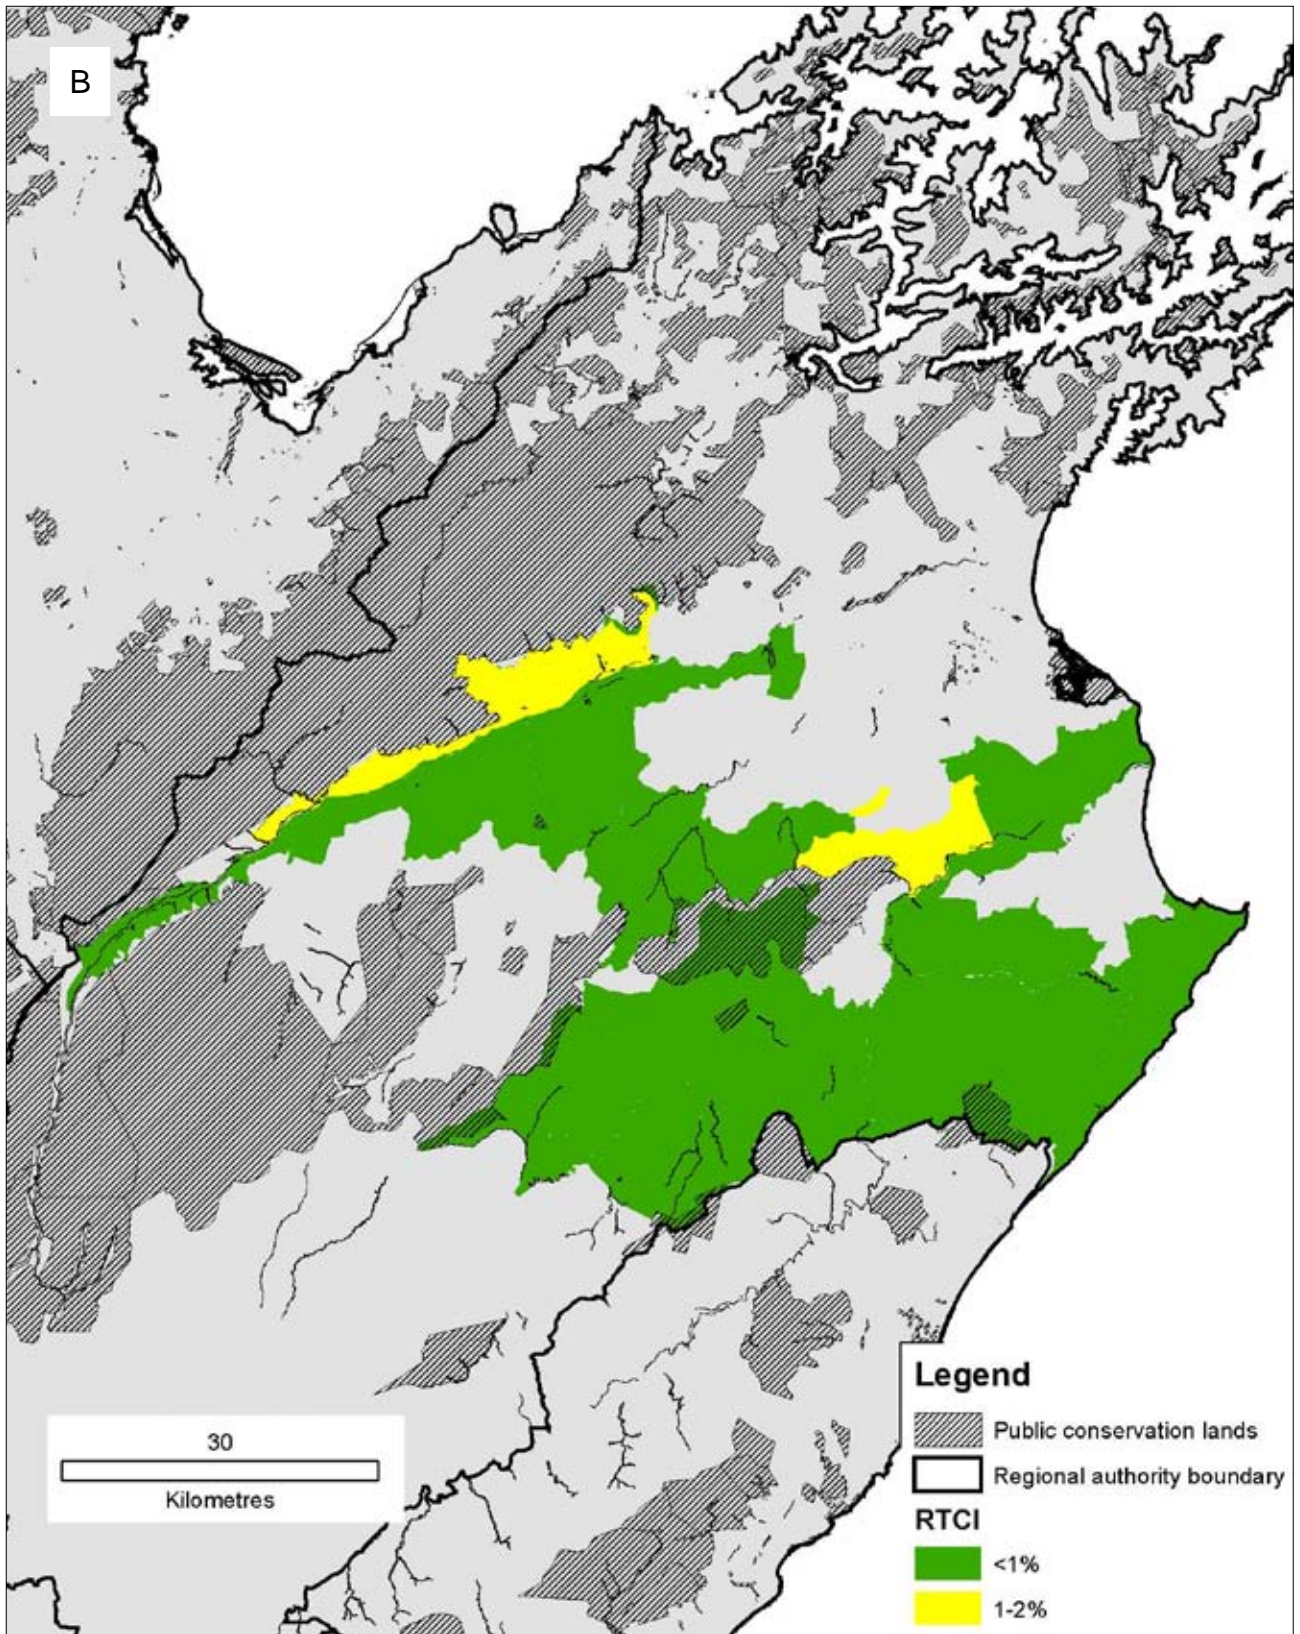 B
30
Kilometres
Legend
Public conservation lands
Regional authority boundary
RTCI
<1%
1-2%